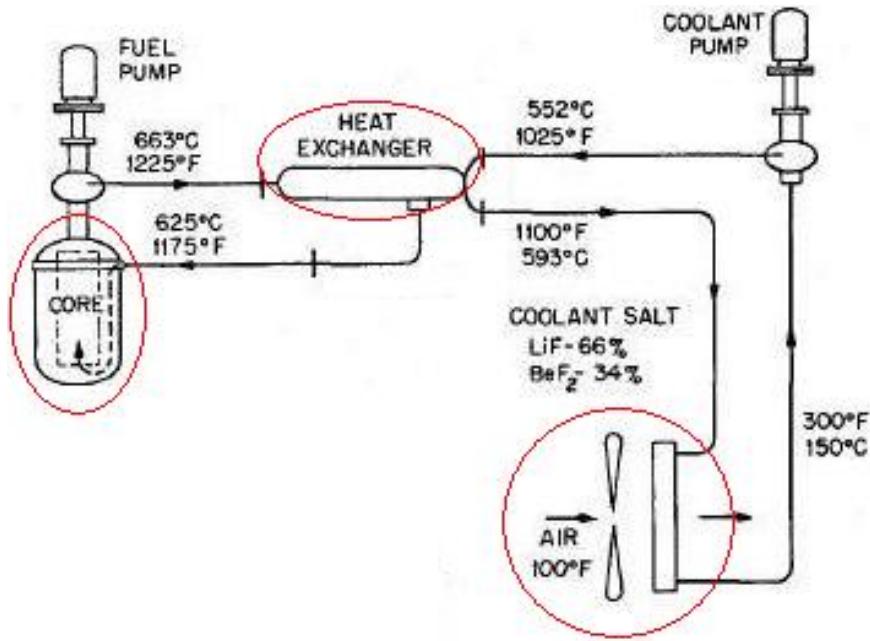 FUEL
PUMP
COOLANT
PUMP
663°C
1225°F
HEAT
EXCHANGER
552°C
1025°F
625°C
1175°F
1100°F
593°C
CORE
COOLANT SALT
LiF-66%
BeF₂-34%
300°F
150°C
AIR
100°F